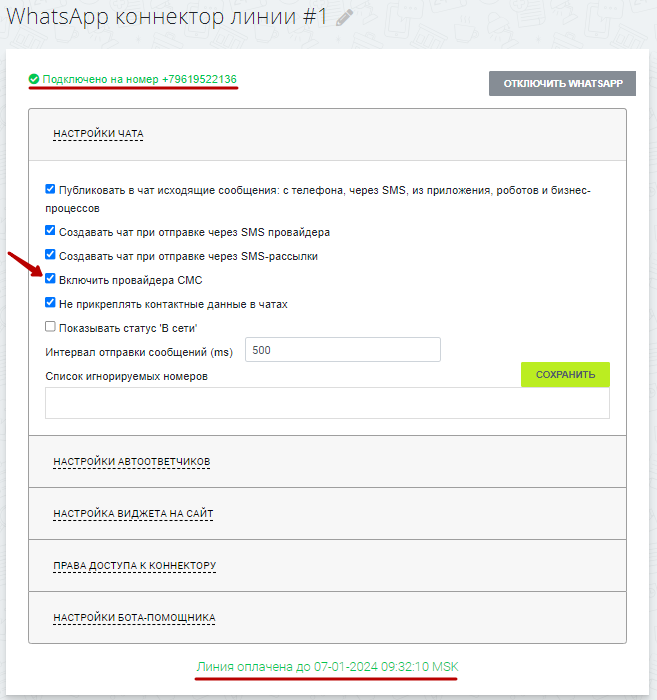 WhatsApp коннектор линии #1
Подключено на номер +79619522136
ОТКЛЮЧИТЬ WHATSAPP
НАСТРОЙКИ ЧАТА
Публиковать в чат исходящие сообщения: с телефона, через SMS, из приложения, роботов и бизнес-
процессов
Создавать чат при отправке через SMS провайдера
Создавать чат при отправке через SMS-рассылки
Включить провайдера СМС
Не прикреплять контактные данные в чатах
Показывать статус 'В сети'
Интервал отправки сообщений (ms) 500
Список игнорируемых номеров
СОХРАНИТЬ
НАСТРОЙКИ АВТООТВЕТЧИКОВ
НАСТРОЙКА ВИДЖЕТА НА САЙТ
ПРАВА ДОСТУПА К КОННЕКТОРУ
НАСТРОЙКИ БОТА-ПОМОЩНИКА
Линия оплачена до 07-01-2024 09:32:10 MSK